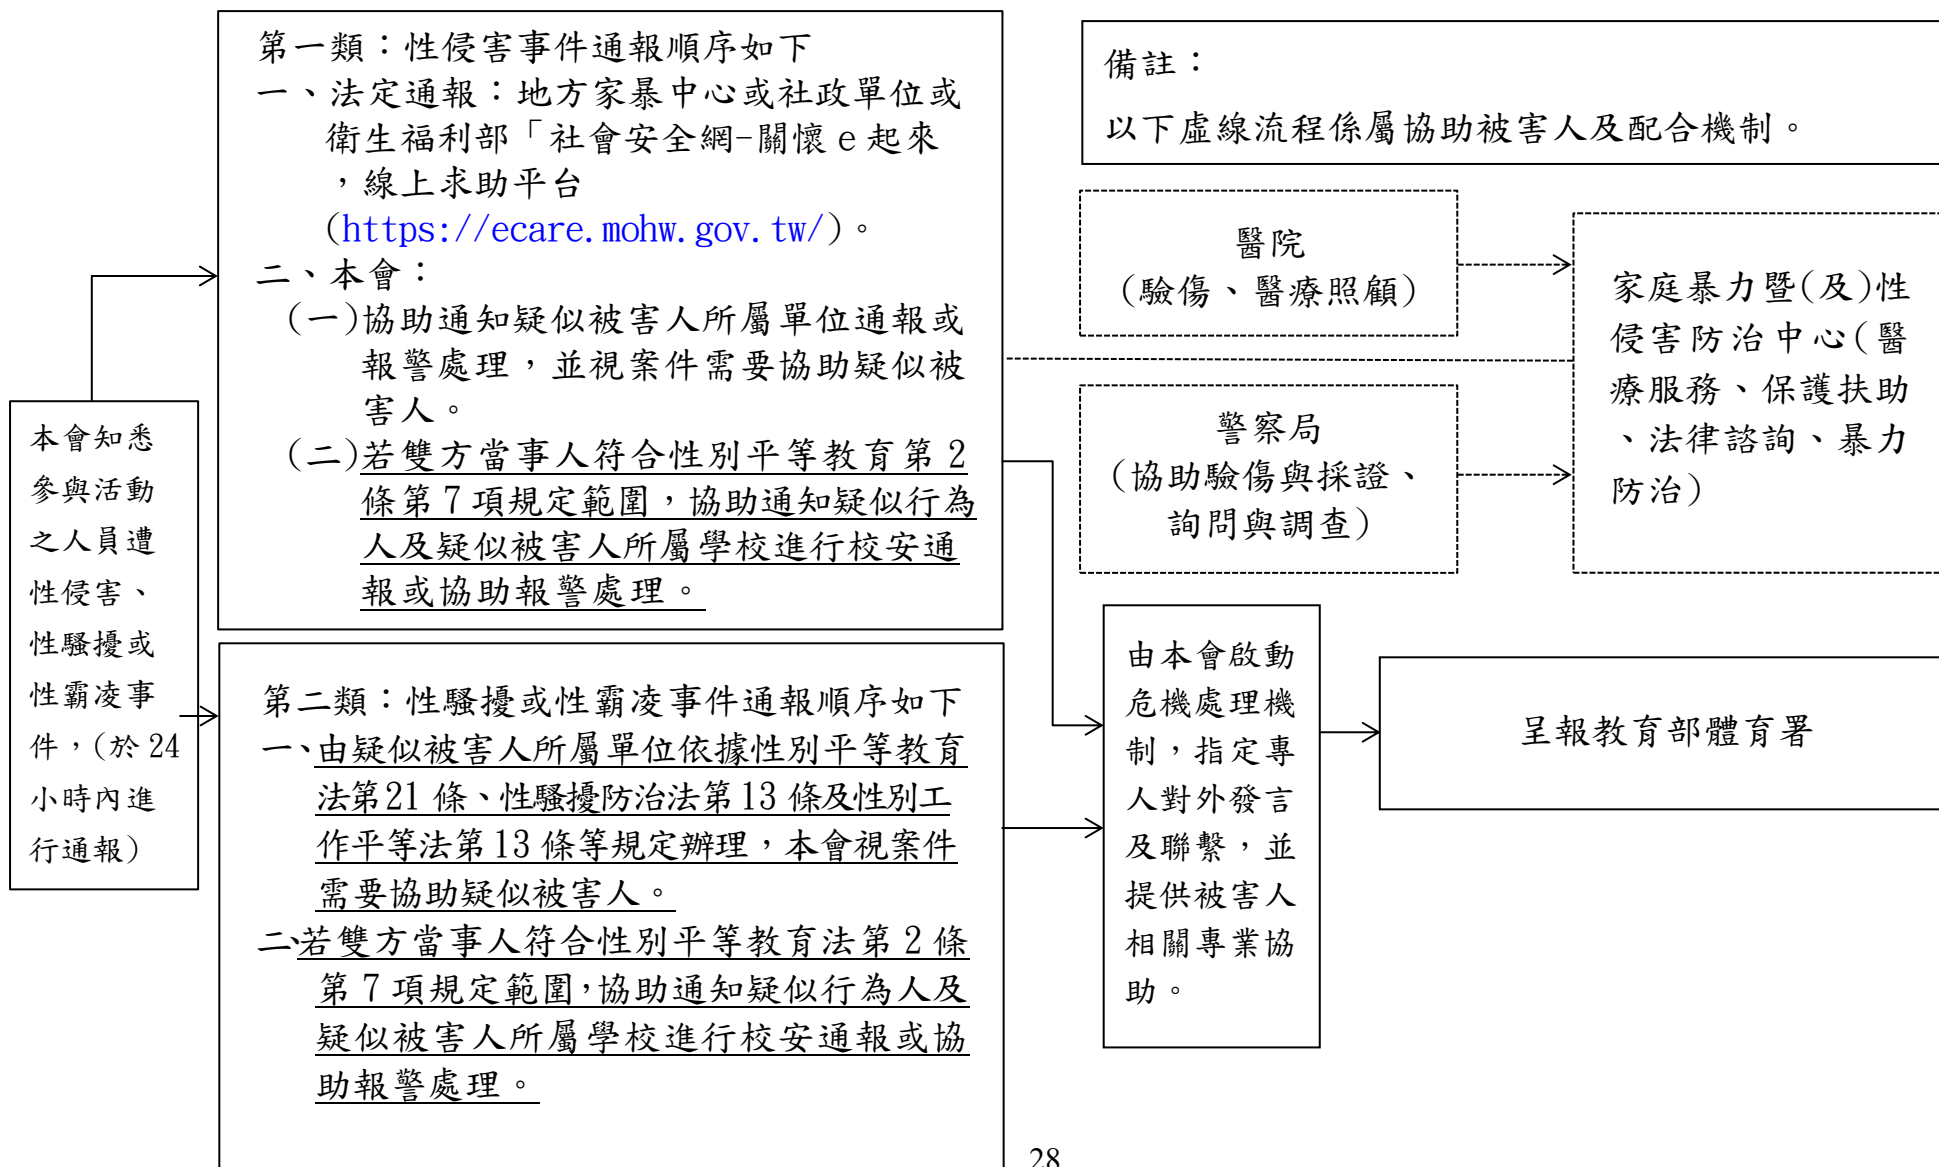 第一類：性侵害事件通報順序如下
一、法定通報：地方家暴中心或社政單位或
衛生福利部「社會安全網-關懷 e 起來
，線上求助平台
(https://ecare.mohw.gov.tw/)。
二、本會：
(一)協助通知疑似被害人所屬單位通報或
報警處理，並視案件需要協助疑似被
害人。
(二)若雙方當事人符合性別平等教育第 2
條第 7 項規定範圍，協助通知疑似行為
人及疑似被害人所屬學校進行校安通
報或協助報警處理。
備註：
以下虛線流程係屬協助被害人及配合機制。
醫院
(驗傷、醫療照顧)
家庭暴力暨(及)性
侵害防治中心(醫
療服務、保護扶助
、法律諮詢、暴力
防治)
警察局
(協助驗傷與採證、
詢問與調查)
本會知悉
參與活動
之人員遭
性侵害、
性騷擾或
性霸凌事
件，(於 24
小時內進
行通報)
第二類：性騷擾或性霸凌事件通報順序如下
一、由疑似被害人所屬單位依據性別平等教育
法第 21 條、性騷擾防治法第 13 條及性別工
作平等法第 13 條等規定辦理，本會視案件
需要協助疑似被害人。
二、若雙方當事人符合性別平等教育法第 2 條
第 7 項規定範圍，協助通知疑似行為人及
疑似被害人所屬學校進行校安通報或協
助報警處理。
由本會啟動
危機處理機
制，指定專
人對外發言
及聯繫，並
提供被害人
相關專業協
助。
呈報教育部體育署
28